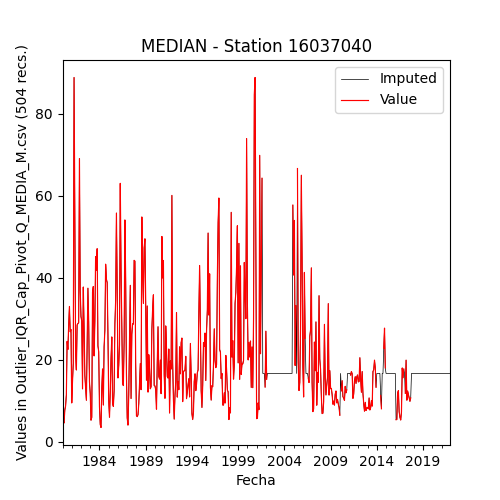 MEDIAN - Station 16037040
Values in Outlier_IQR_Cap_Pivot_Q_MEDIA_M.csv (504 recs.)
Imputed
Value
80
60
40
20
0
1984 1989 1994 1999 2004 2009 2014 2019
Fecha